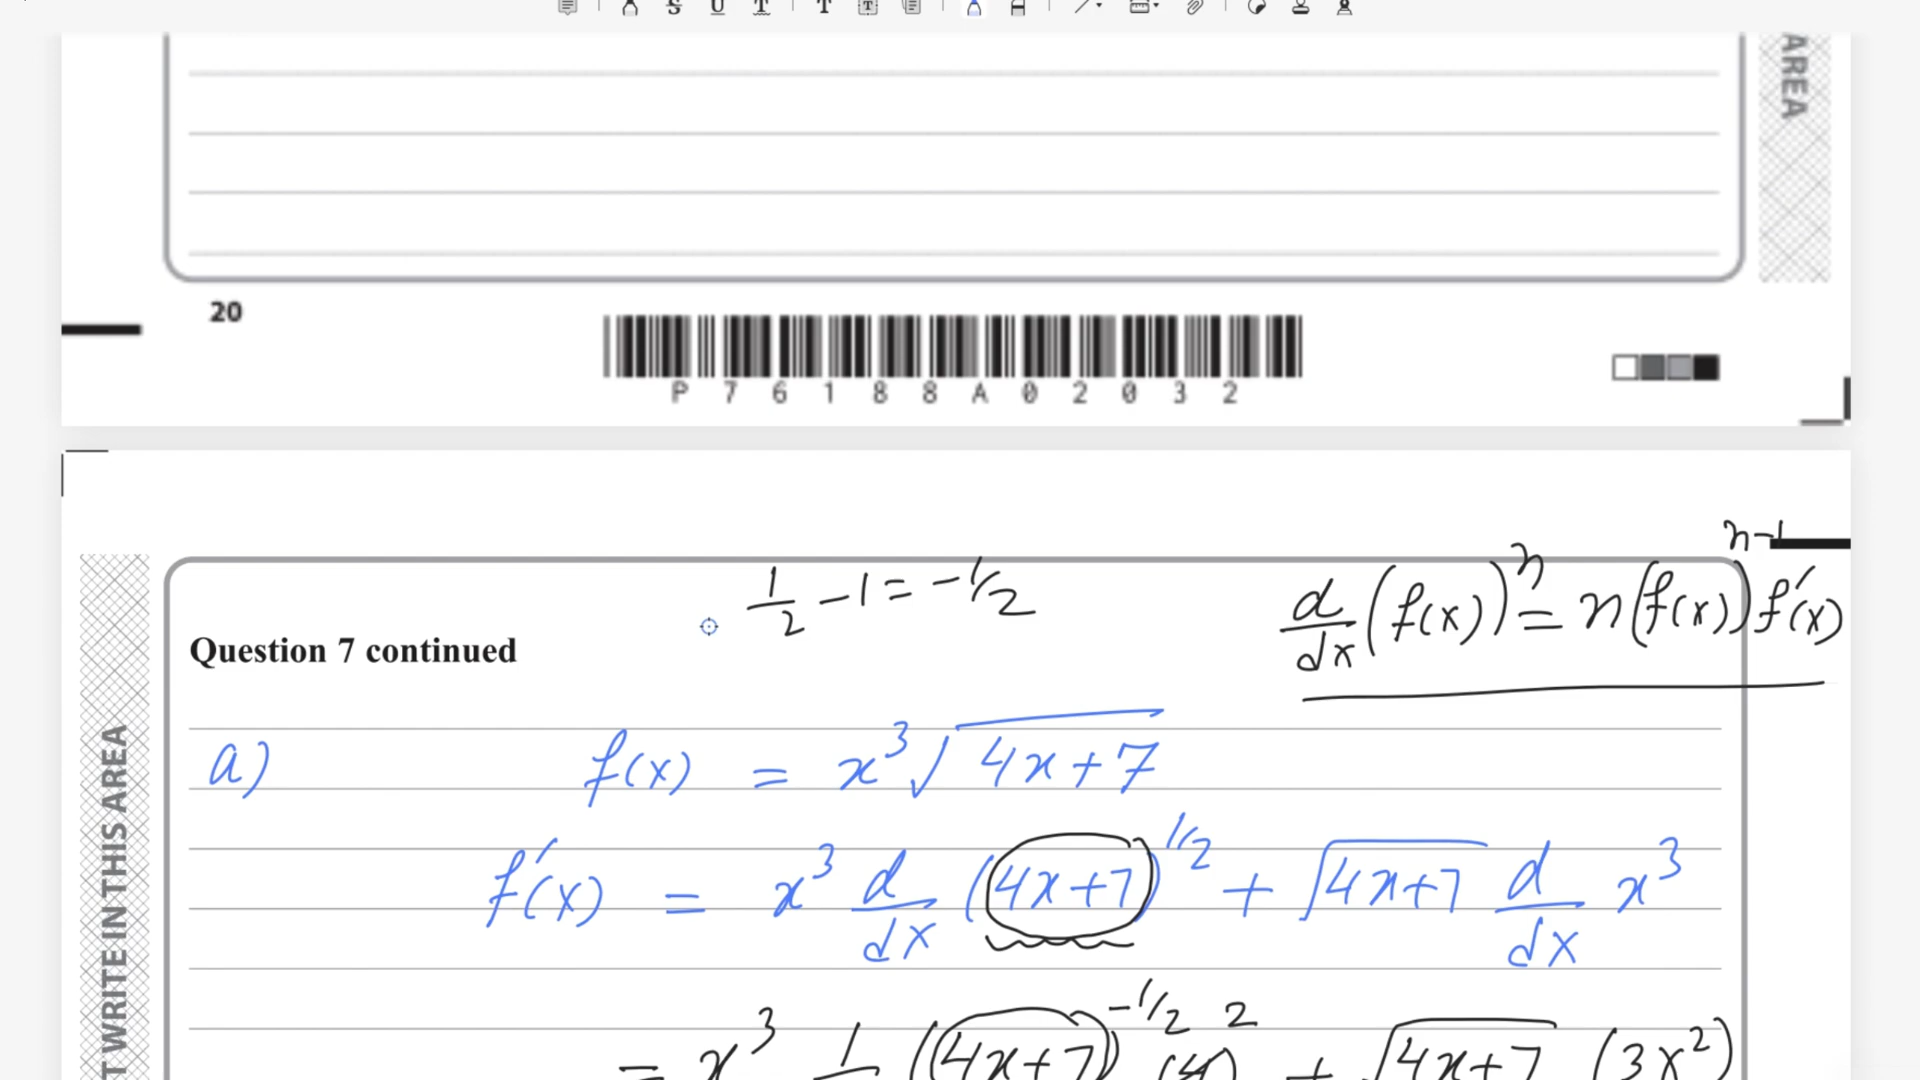 AREA
20
P 7 6 1 8 8 A 0 2 0 3 2
1/2 - 1 = -1/2
d/dx (f(x))^n = n(f(x))^{n-1} f'(x)
Question 7 continued
a) f(x) = x^3 √(4x+7)
f'(x) = x^3 d/dx (4x+7)^{1/2} + √(4x+7) d/dx x^3
T WRITE IN THIS AREA